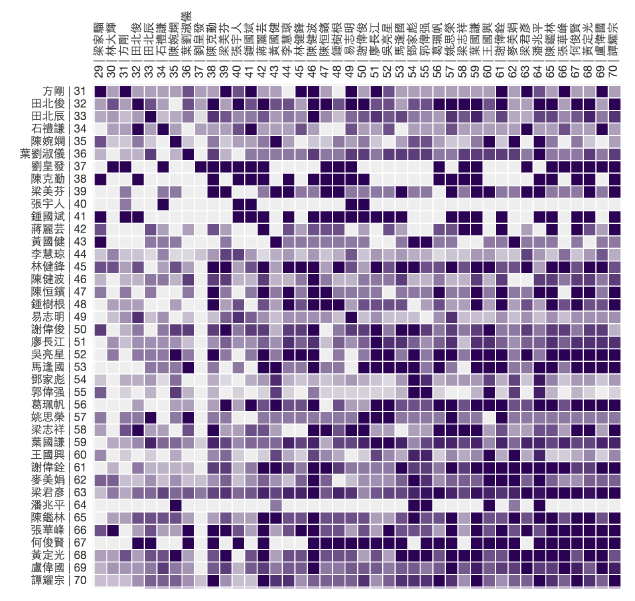 梁家騮 29
林大輝 30
方剛 31
田北俊 32
田北辰 33
石禮謙 34
陳婉嫻 35
葉劉淑儀 36
劉皇發 37
陳克勤 38
梁美芬 39
張宇人 40
鍾國斌 41
蔣麗芸 42
黃國健 43
李慧琼 44
林健鋒 45
陳健波 46
陳恒鑌 47
鍾樹根 48
易志明 49
謝偉俊 50
廖長江 51
吳亮星 52
馬逢國 53
鄧家彪 54
郭偉强 55
葛珮帆 56
姚思榮 57
梁志祥 58
葉國謙 59
王國興 60
謝偉銓 61
麥美娟 62
梁君彥 63
潘兆平 64
陳鑑林 65
張華峰 66
何俊賢 67
黃定光 68
盧偉國 69
譚耀宗 70
方剛 31
田北俊 32
田北辰 33
石禮謙 34
陳婉嫻 35
葉劉淑儀 36
劉皇發 37
陳克勤 38
梁美芬 39
張宇人 40
鍾國斌 41
蔣麗芸 42
黃國健 43
李慧琼 44
林健鋒 45
陳健波 46
陳恒鑌 47
鍾樹根 48
易志明 49
謝偉俊 50
廖長江 51
吳亮星 52
馬逢國 53
鄧家彪 54
郭偉强 55
葛珮帆 56
姚思榮 57
梁志祥 58
葉國謙 59
王國興 60
謝偉銓 61
麥美娟 62
梁君彥 63
潘兆平 64
陳鑑林 65
張華峰 66
何俊賢 67
黃定光 68
盧偉國 69
譚耀宗 70